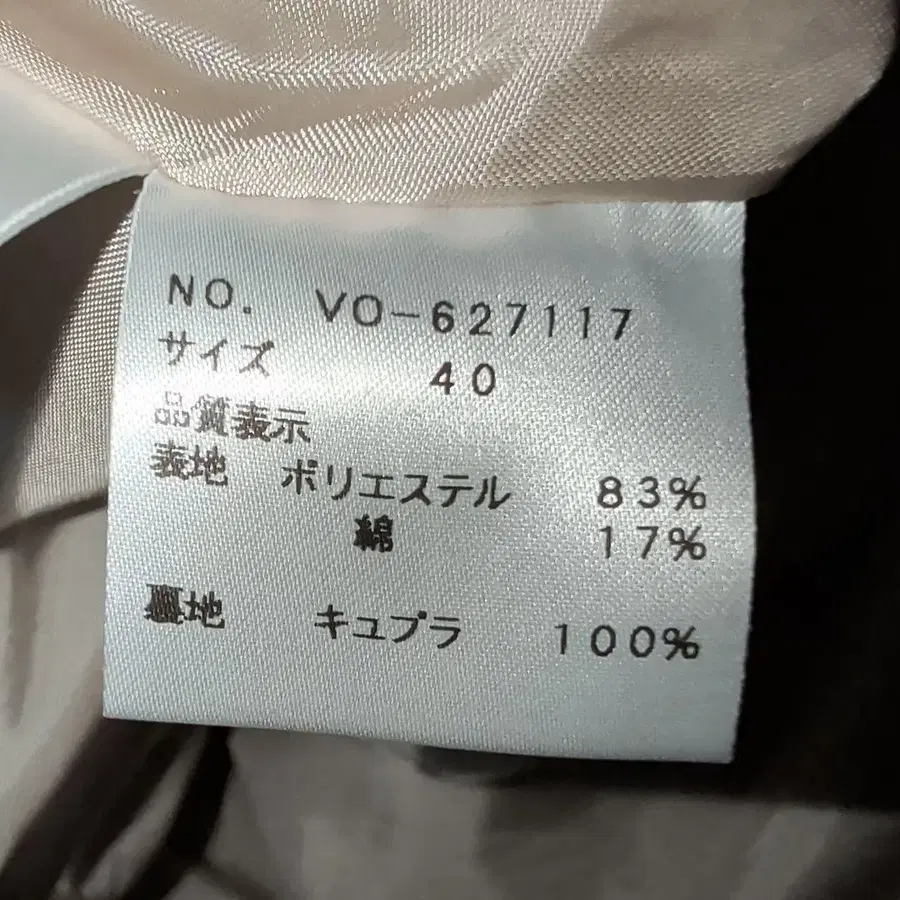 NO. VO-627117
サイズ 40
品質表示
表地 ポリエステル 83%
綿 17%
裏地 キュプラ 100%